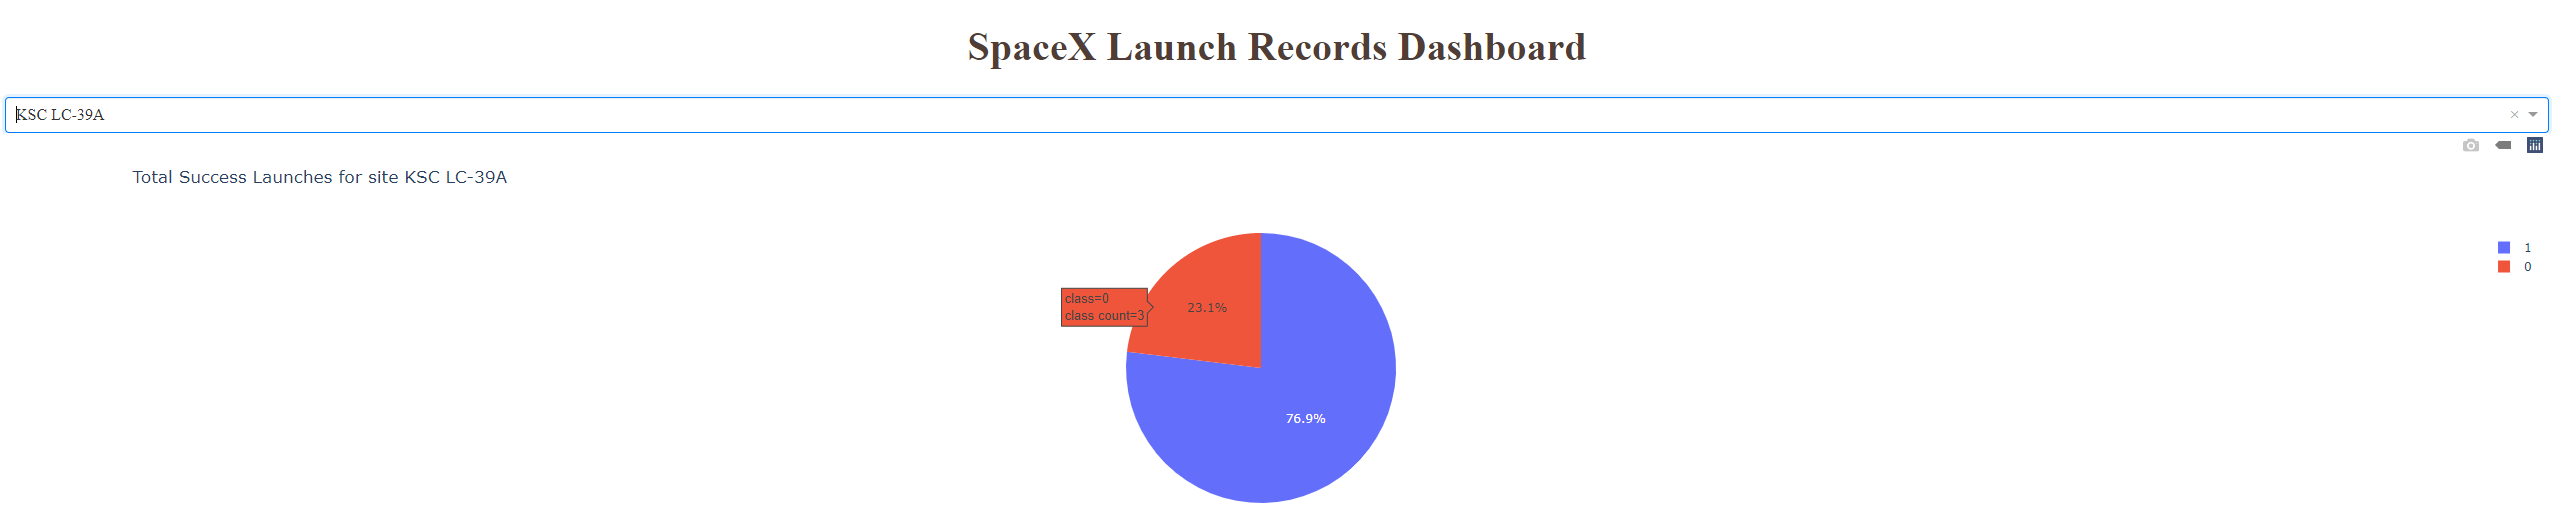 SpaceX Launch Records Dashboard
KSC LC-39A
Total Success Launches for site KSC LC-39A
1
0
class=0
class count=3
23.1%
76.9%